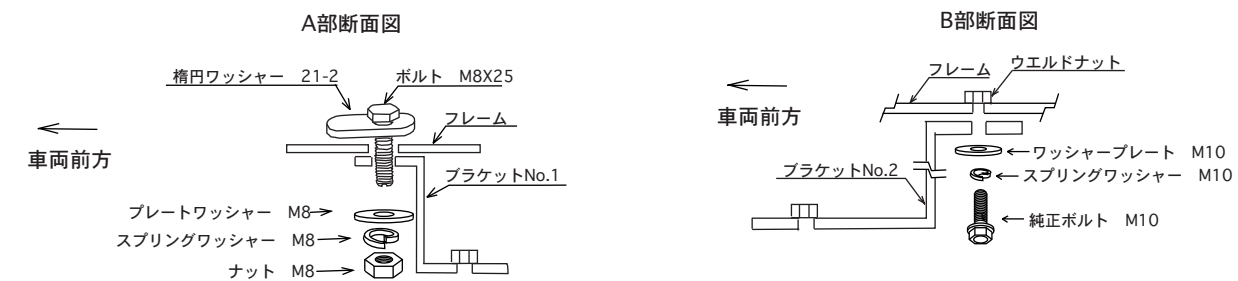 A部断面図
楕円ワッシャー 21-2
ボルト M8X25
フレーム
車両前方
ブラケットNo.1
プレートワッシャー M8
スプリングワッシャー M8
ナット M8
B部断面図
フレーム
ウエルドナット
車両前方
ワッシャープレート M10
ブラケットNo.2
スプリングワッシャー M10
純正ボルト M10